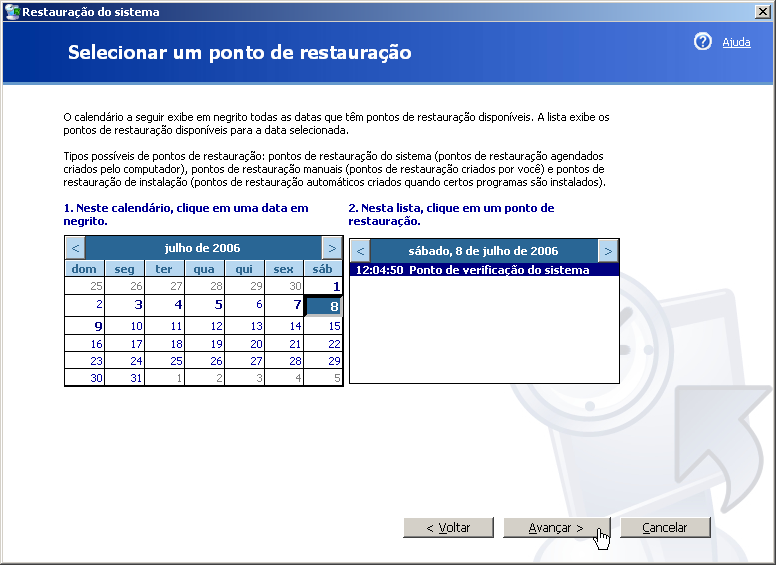 Restauração do sistema
Selecionar um ponto de restauração
? Ajuda
O calendário a seguir exibe em negrito todas as datas que têm pontos de restauração disponíveis. A lista exibe os
pontos de restauração disponíveis para a data selecionada.
Tipos possíveis de pontos de restauração: pontos de restauração do sistema (pontos de restauração agendados
criados pelo computador), pontos de restauração manuais (pontos de restauração criados por você) e pontos de
restauração de instalação (pontos de restauração automáticos criados quando certos programas são instalados).
1. Neste calendário, clique em uma data em
negrito.
< julho de 2006 >
dom seg ter qua qui sex sáb
25 26 27 28 29 30 1
2 3 4 5 6 7 8
9 10 11 12 13 14 15
16 17 18 19 20 21 22
23 24 25 26 27 28 29
30 31 1 2 3 4 5
2. Nesta lista, clique em um ponto de
restauração.
< sábado, 8 de julho de 2006 >
12:04:50 Ponto de verificação do sistema
< Voltar
Avançar >
Cancelar